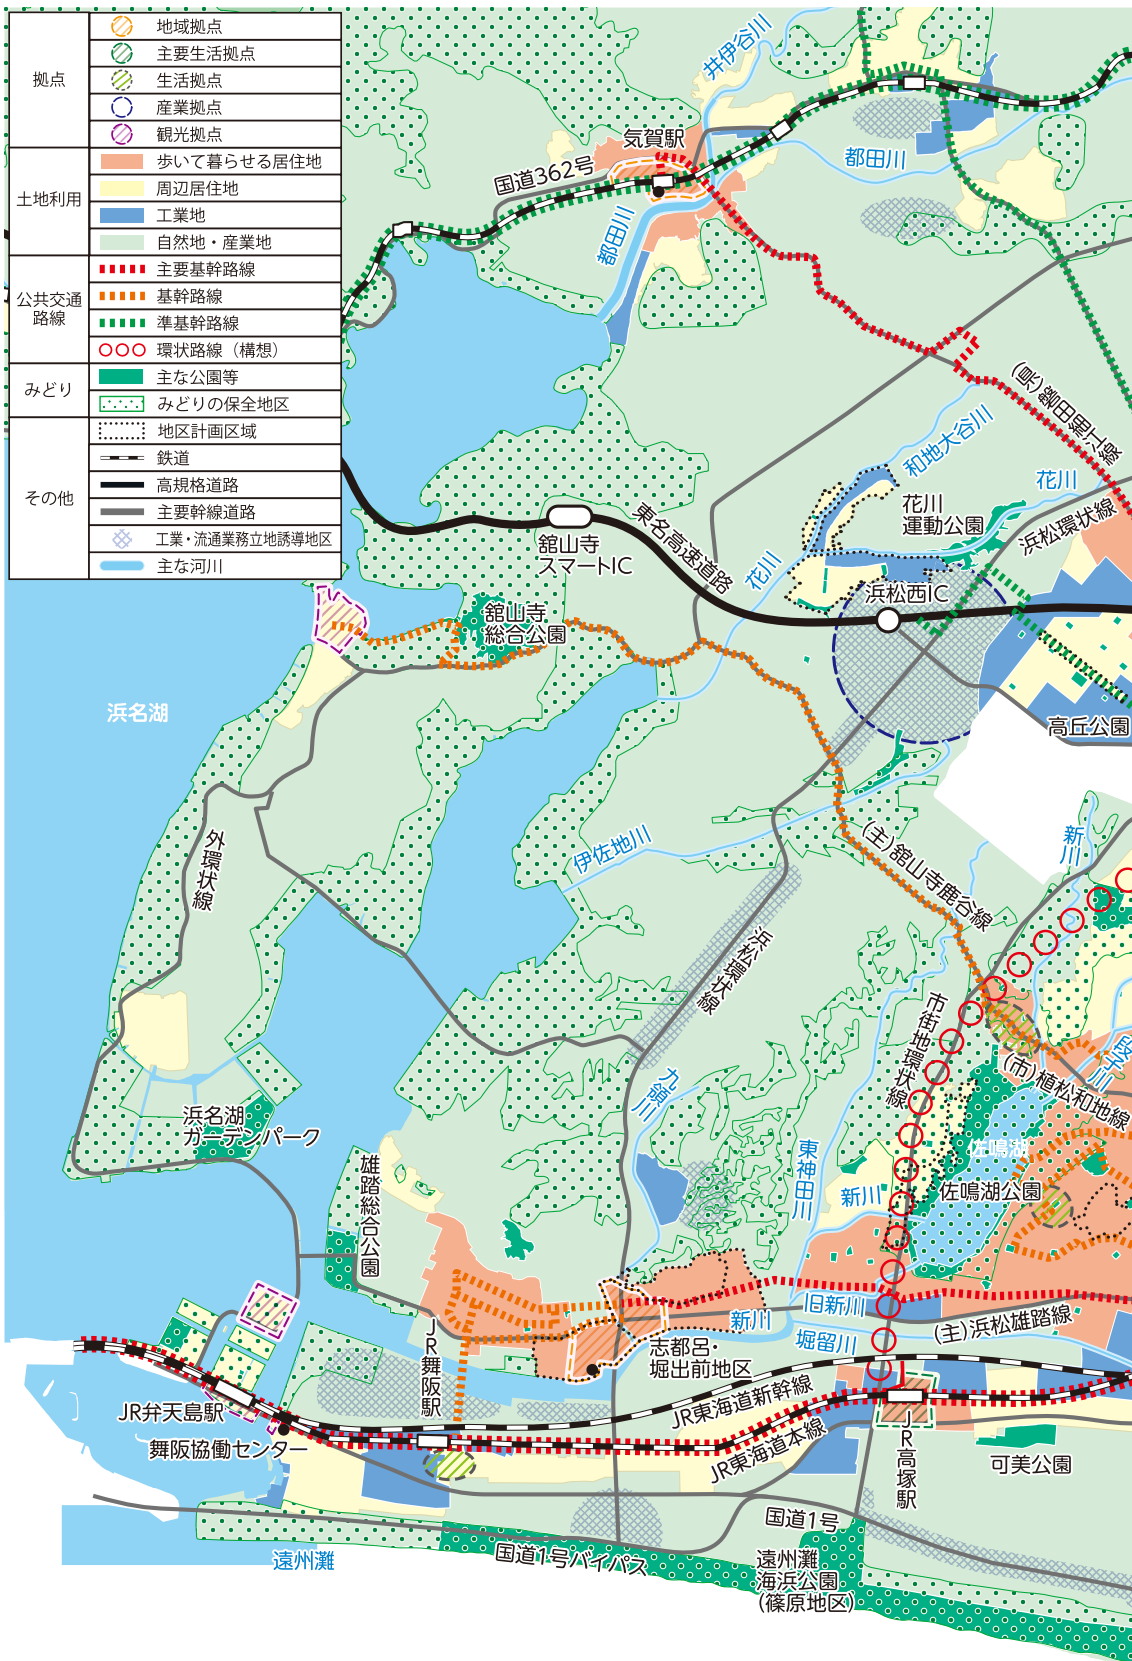 拠点
地域拠点
主要生活拠点
生活拠点
産業拠点
観光拠点
土地利用
歩いて暮らせる居住地
周辺居住地
工業地
自然地・産業地
公共交通
路線
主要基幹路線
基幹路線
準基幹路線
環状路線（構想）
みどり
主な公園等
みどりの保全地区
その他
地区計画区域
鉄道
高規格道路
主要幹線道路
工業・流通業務立地誘導地区
主な河川
井伊谷川
気賀駅
国道362号
都田川
都田川
(県)磐田細江線
和地大谷川
花川
花川
運動公園
浜松環状線
東名高速道路
舘山寺
スマートIC
花川
浜松西IC
舘山寺
総合公園
浜名湖
高丘公園
外環状線
伊佐地川
(主)舘山寺鹿谷線
新川
浜松環状線
市街地環状線
段子川
(市)植松和地線
九領川
浜名湖
ガーデンパーク
佐鳴湖
東神田川
新川
佐鳴湖公園
雄踏総合公園
旧新川
新川
堀留川
(主)浜松雄踏線
JR舞阪駅
志都呂・
堀出前地区
JR東海道新幹線
JR弁天島駅
舞阪協働センター
JR東海道本線
JR高塚駅
可美公園
国道1号
国道1号バイパス
遠州灘
遠州灘
海浜公園
(篠原地区)